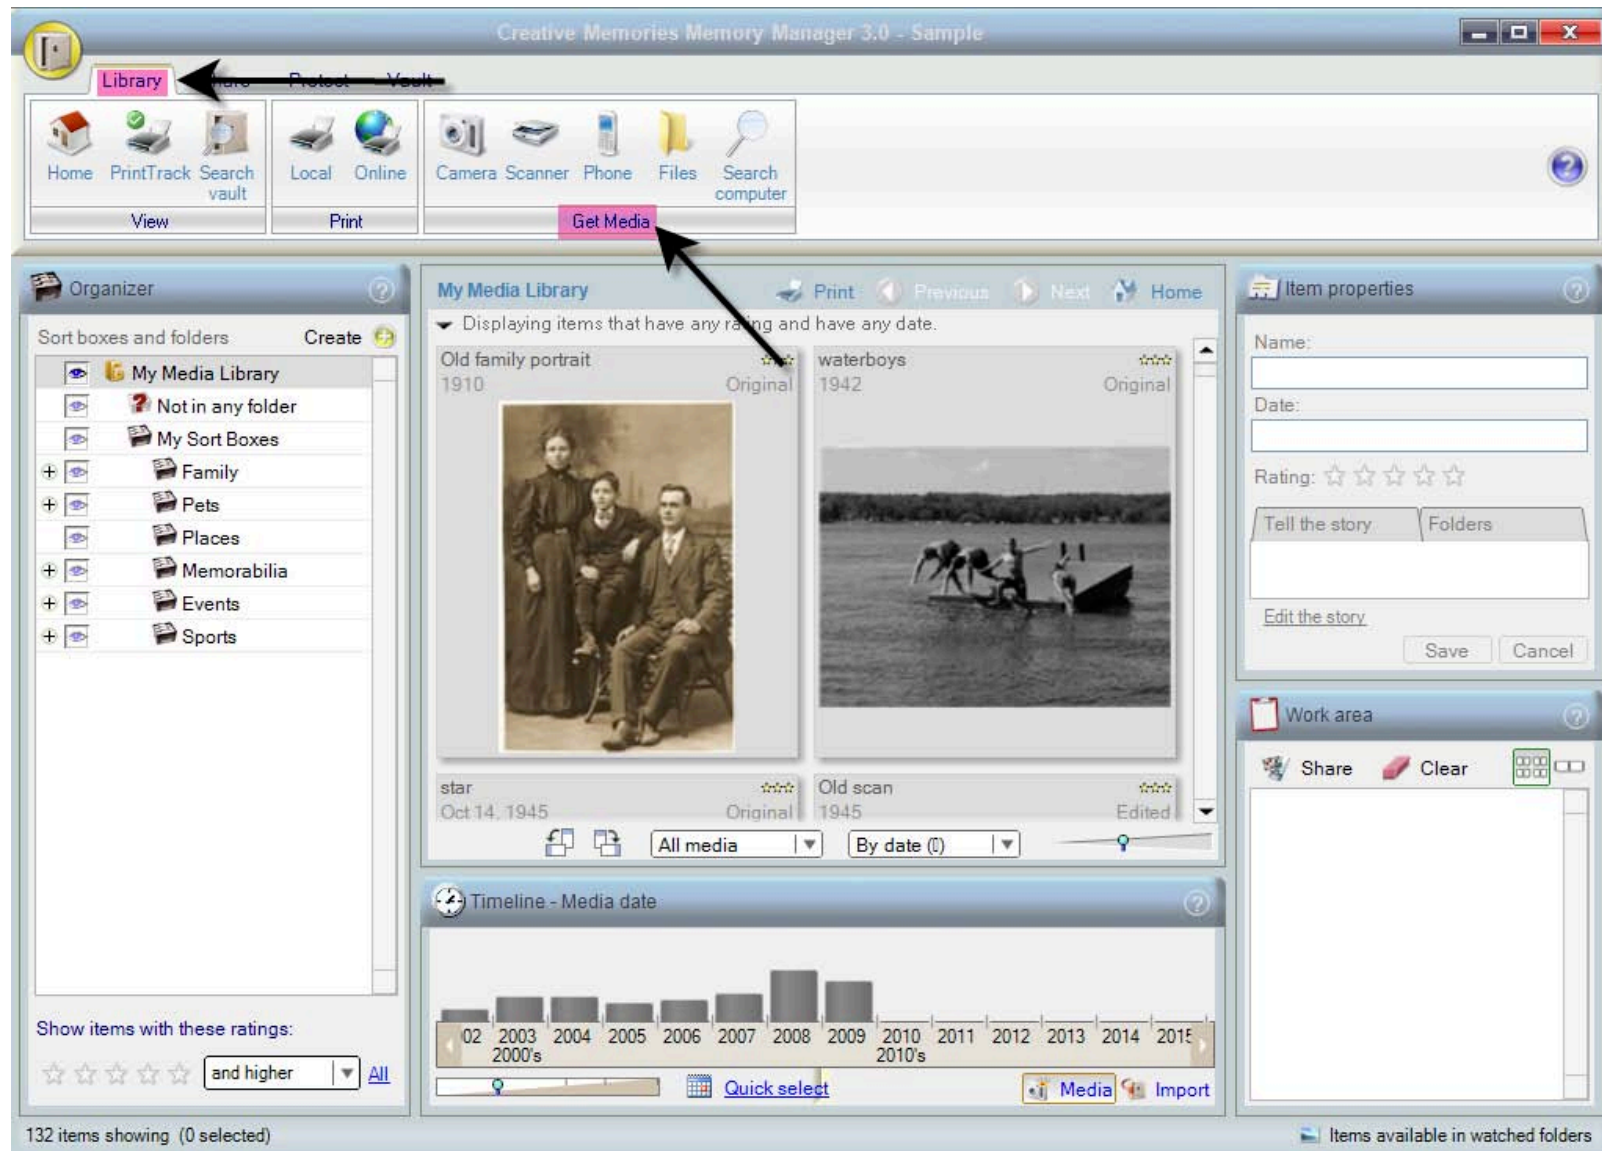 Creative Memories Memory Manager 3.0 - Sample
Library Share Protect Vault
Home PrintTrack Search vault
Local Online
Camera Scanner Phone Files Search computer
View Print Get Media
Organizer
Sort boxes and folders Create
My Media Library
Not in any folder
My Sort Boxes
Family
Pets
Places
Memorabilia
Events
Sports
Show items with these ratings:
and higher All
My Media Library Print Previous Next Home
Displaying items that have any rating and have any date.
Old family portrait
1910 Original
waterboys
1942 Original
star
Oct 14, 1945 Original
Old scan
1945 Edited
All media By date (▯)
Timeline - Media date
02 2003 2004 2005 2006 2007 2008 2009 2010 2011 2012 2013 2014 2015
2000's 2010's
Quick select Media Import
Item properties
Name:
Date:
Rating:
Tell the story Folders
Edit the story
Save Cancel
Work area
Share Clear
132 items showing (0 selected) Items available in watched folders